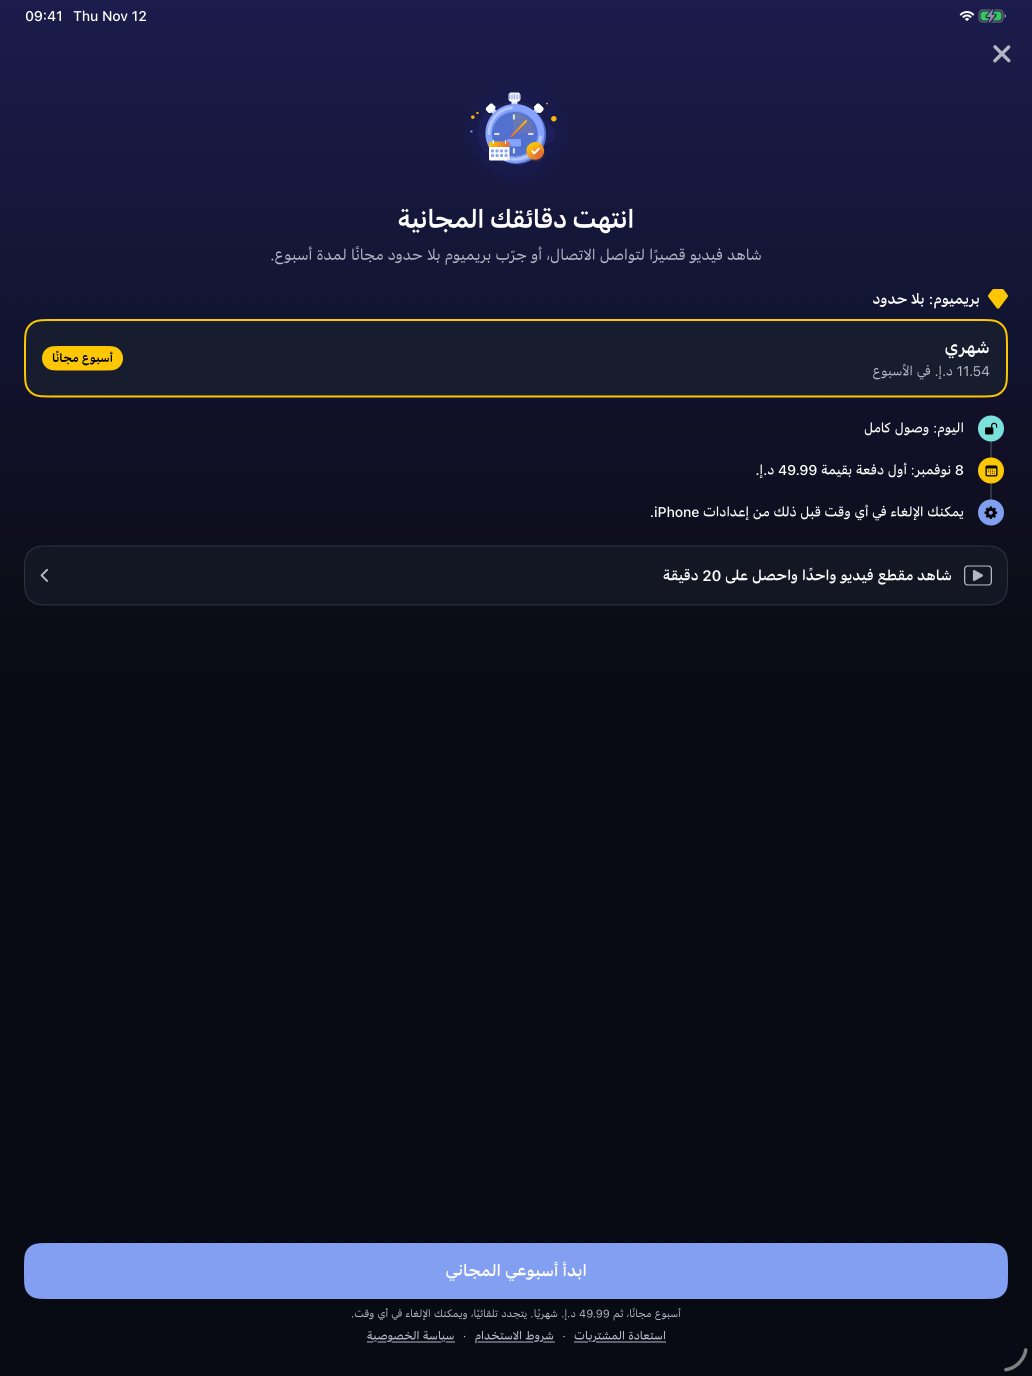 09:41 Thu Nov 12
انتهت دقائقك المجانية
شاهد فيديو قصيرًا لتواصل الاتصال، أو جرّب بريميوم بلا حدود مجانًا لمدة أسبوع.
بريميوم: بلا حدود
شهري
11.54 د.إ. في الأسبوع
أسبوع مجانًا
اليوم: وصول كامل
8 نوفمبر: أول دفعة بقيمة 49.99 د.إ.
يمكنك الإلغاء في أي وقت قبل ذلك من إعدادات iPhone.
شاهد مقطع فيديو واحدًا واحصل على 20 دقيقة
ابدأ أسبوعي المجاني
أسبوع مجانًا، ثم 49.99 د.إ. شهريًا. يتجدد تلقائيًا، ويمكنك الإلغاء في أي وقت.
استعادة المشتريات · شروط الاستخدام · سياسة الخصوصية